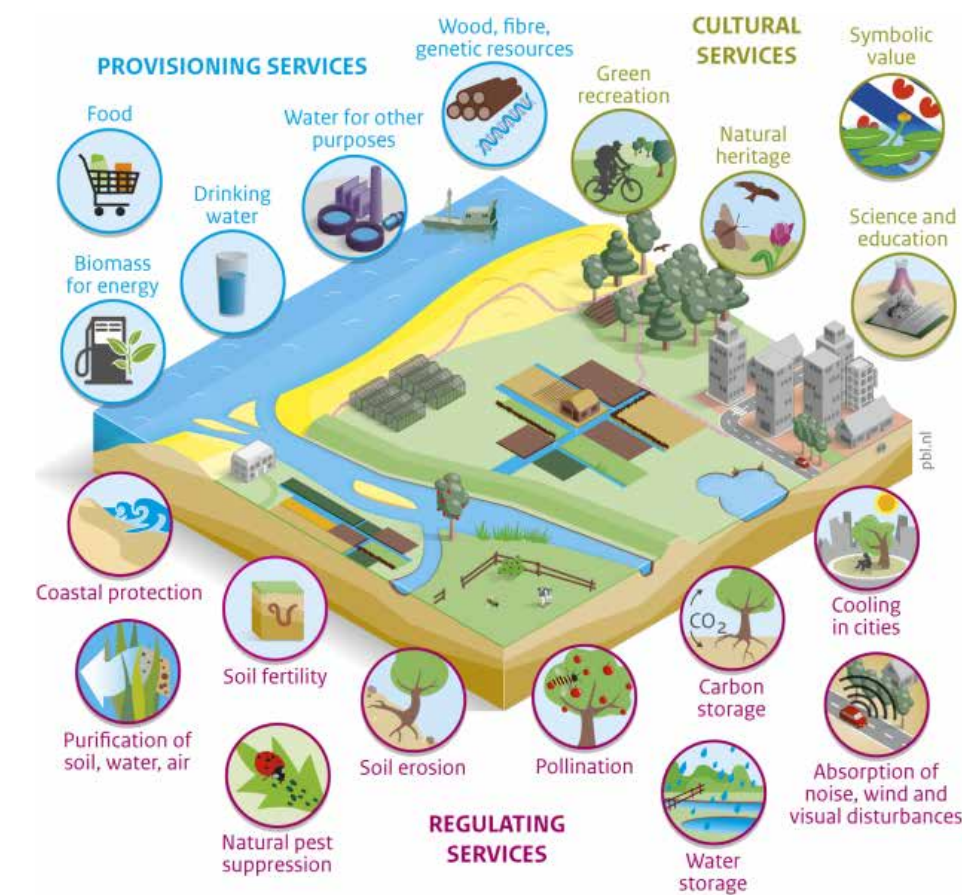 PROVISIONING SERVICES
Food
Biomass
for energy
Drinking
water
Water for other
purposes
Wood, fibre,
genetic resources
CULTURAL
SERVICES
Green
recreation
Natural
heritage
Symbolic
value
Science and
education
pbl.nl
Coastal protection
Purification of
soil, water, air
Soil fertility
Natural pest
suppression
Soil erosion
Pollination
CO2
Carbon
storage
Water
storage
Cooling
in cities
Absorption of
noise, wind and
visual disturbances
REGULATING
SERVICES